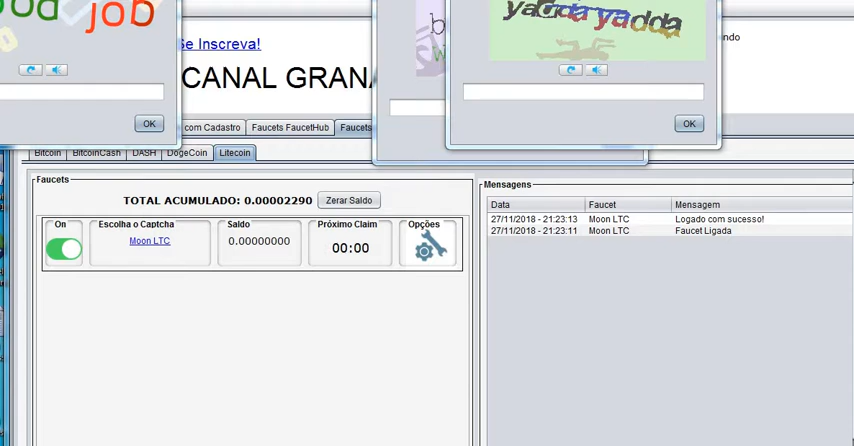 job
yadda yadda
Se Inscreva!
CANAL GRANA
ndo
OK
OK
com Cadastro
Faucets FaucetHub
Faucets
Bitcoin
BitcoinCash
DASH
DogeCoin
Litecoin
Faucets
TOTAL ACUMULADO: 0.00002290
Zerar Saldo
On
Escolha o Captcha
Saldo
Próximo Claim
Opções
Moon LTC
0.00000000
00:00
Mensagens
Data Faucet Mensagem
27/11/2018 - 21:23:13 Moon LTC Logado com sucesso!
27/11/2018 - 21:23:11 Moon LTC Faucet Ligada